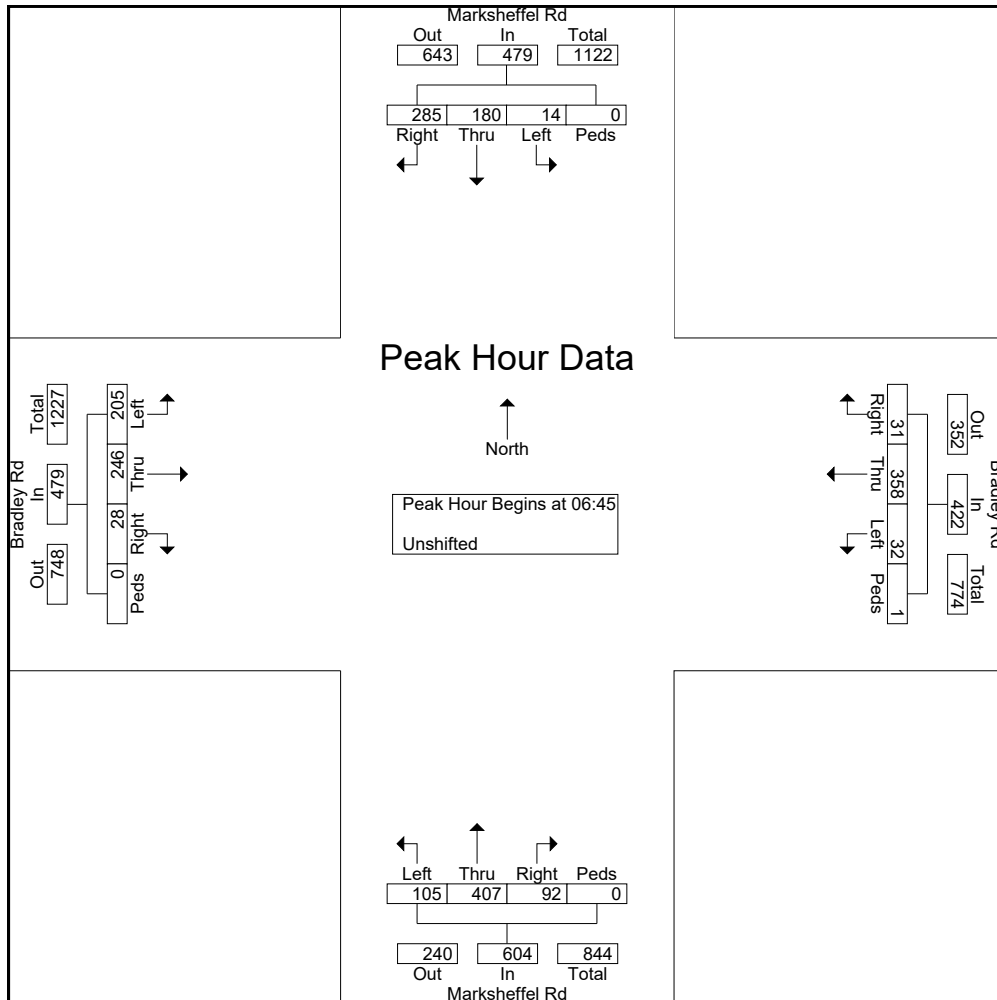 Marksheffel Rd
Out In Total
643 479 1122
285 180 14 0
Right Thru Left Peds
Peak Hour Data
North
Peak Hour Begins at 06:45
Unshifted
Bradley Rd
Total In Out
1227 479 748
205 246 28 0
Left Thru Right Peds
Right Thru Left Peds
31 358 32 1
352 422 774
Out In Total
Bradley Rd
Left Thru Right Peds
105 407 92 0
240 604 844
Out In Total
Marksheffel Rd